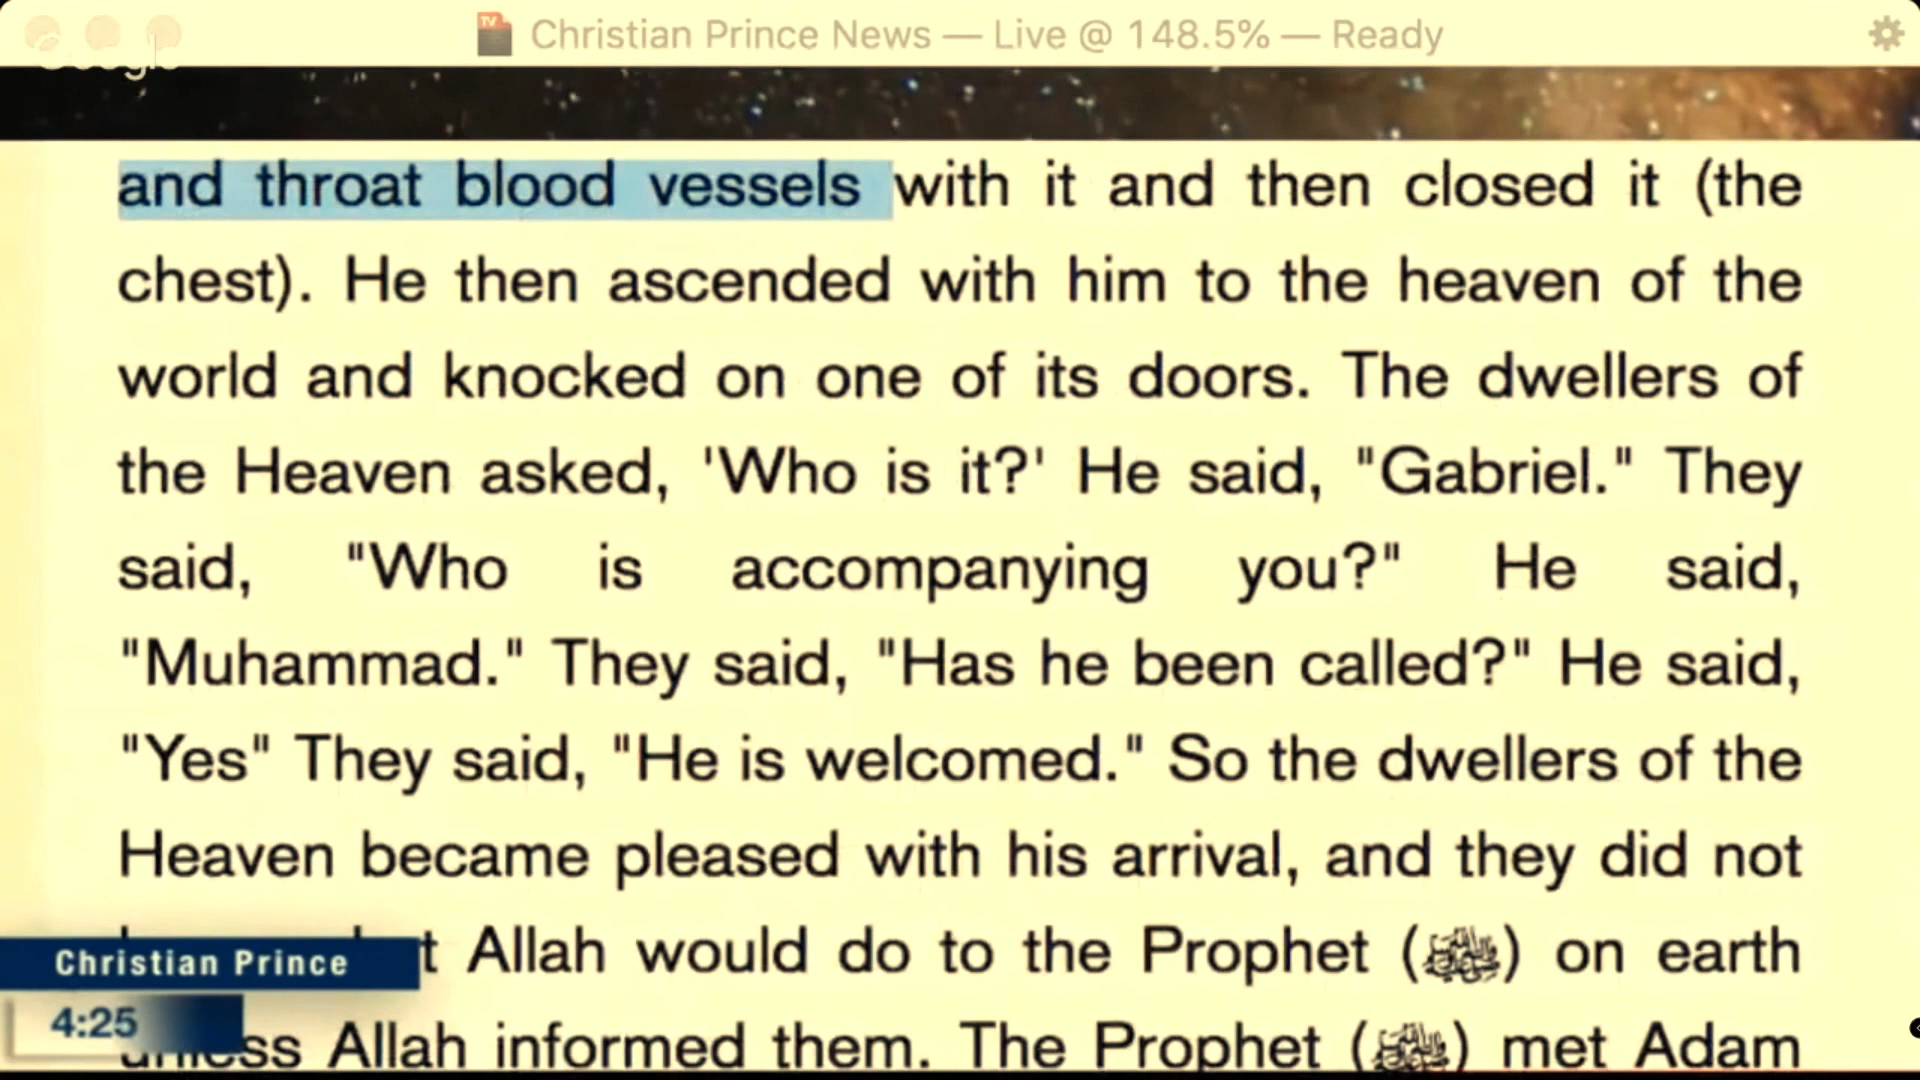 Christian Prince News — Live @ 148.5% — Ready
Google
and throat blood vessels with it and then closed it (the
chest). He then ascended with him to the heaven of the
world and knocked on one of its doors. The dwellers of
the Heaven asked, 'Who is it?' He said, "Gabriel." They
said, "Who is accompanying you?" He said,
"Muhammad." They said, "Has he been called?" He said,
"Yes" They said, "He is welcomed." So the dwellers of the
Heaven became pleased with his arrival, and they did not
Allah would do to the Prophet (ﷺ) on earth
Christian Prince
unless Allah informed them. The Prophet (ﷺ) met Adam
4:25